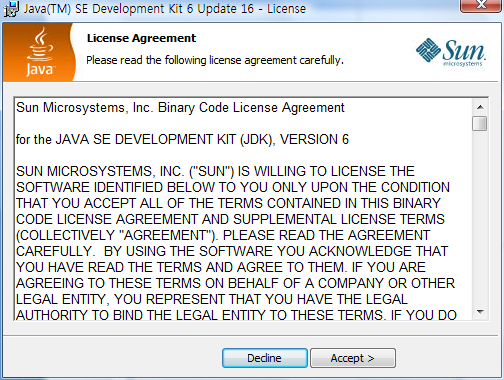 Java(TM) SE Development Kit 6 Update 16 - License
License Agreement
Please read the following license agreement carefully.
Java™
Sun
microsystems
Sun Microsystems, Inc. Binary Code License Agreement
for the JAVA SE DEVELOPMENT KIT (JDK), VERSION 6
SUN MICROSYSTEMS, INC. ("SUN") IS WILLING TO LICENSE THE
SOFTWARE IDENTIFIED BELOW TO YOU ONLY UPON THE CONDITION
THAT YOU ACCEPT ALL OF THE TERMS CONTAINED IN THIS BINARY
CODE LICENSE AGREEMENT AND SUPPLEMENTAL LICENSE TERMS
(COLLECTIVELY "AGREEMENT"). PLEASE READ THE AGREEMENT
CAREFULLY.  BY USING THE SOFTWARE YOU ACKNOWLEDGE THAT
YOU HAVE READ THE TERMS AND AGREE TO THEM. IF YOU ARE
AGREEING TO THESE TERMS ON BEHALF OF A COMPANY OR OTHER
LEGAL ENTITY, YOU REPRESENT THAT YOU HAVE THE LEGAL
AUTHORITY TO BIND THE LEGAL ENTITY TO THESE TERMS. IF YOU DO
Decline
Accept >